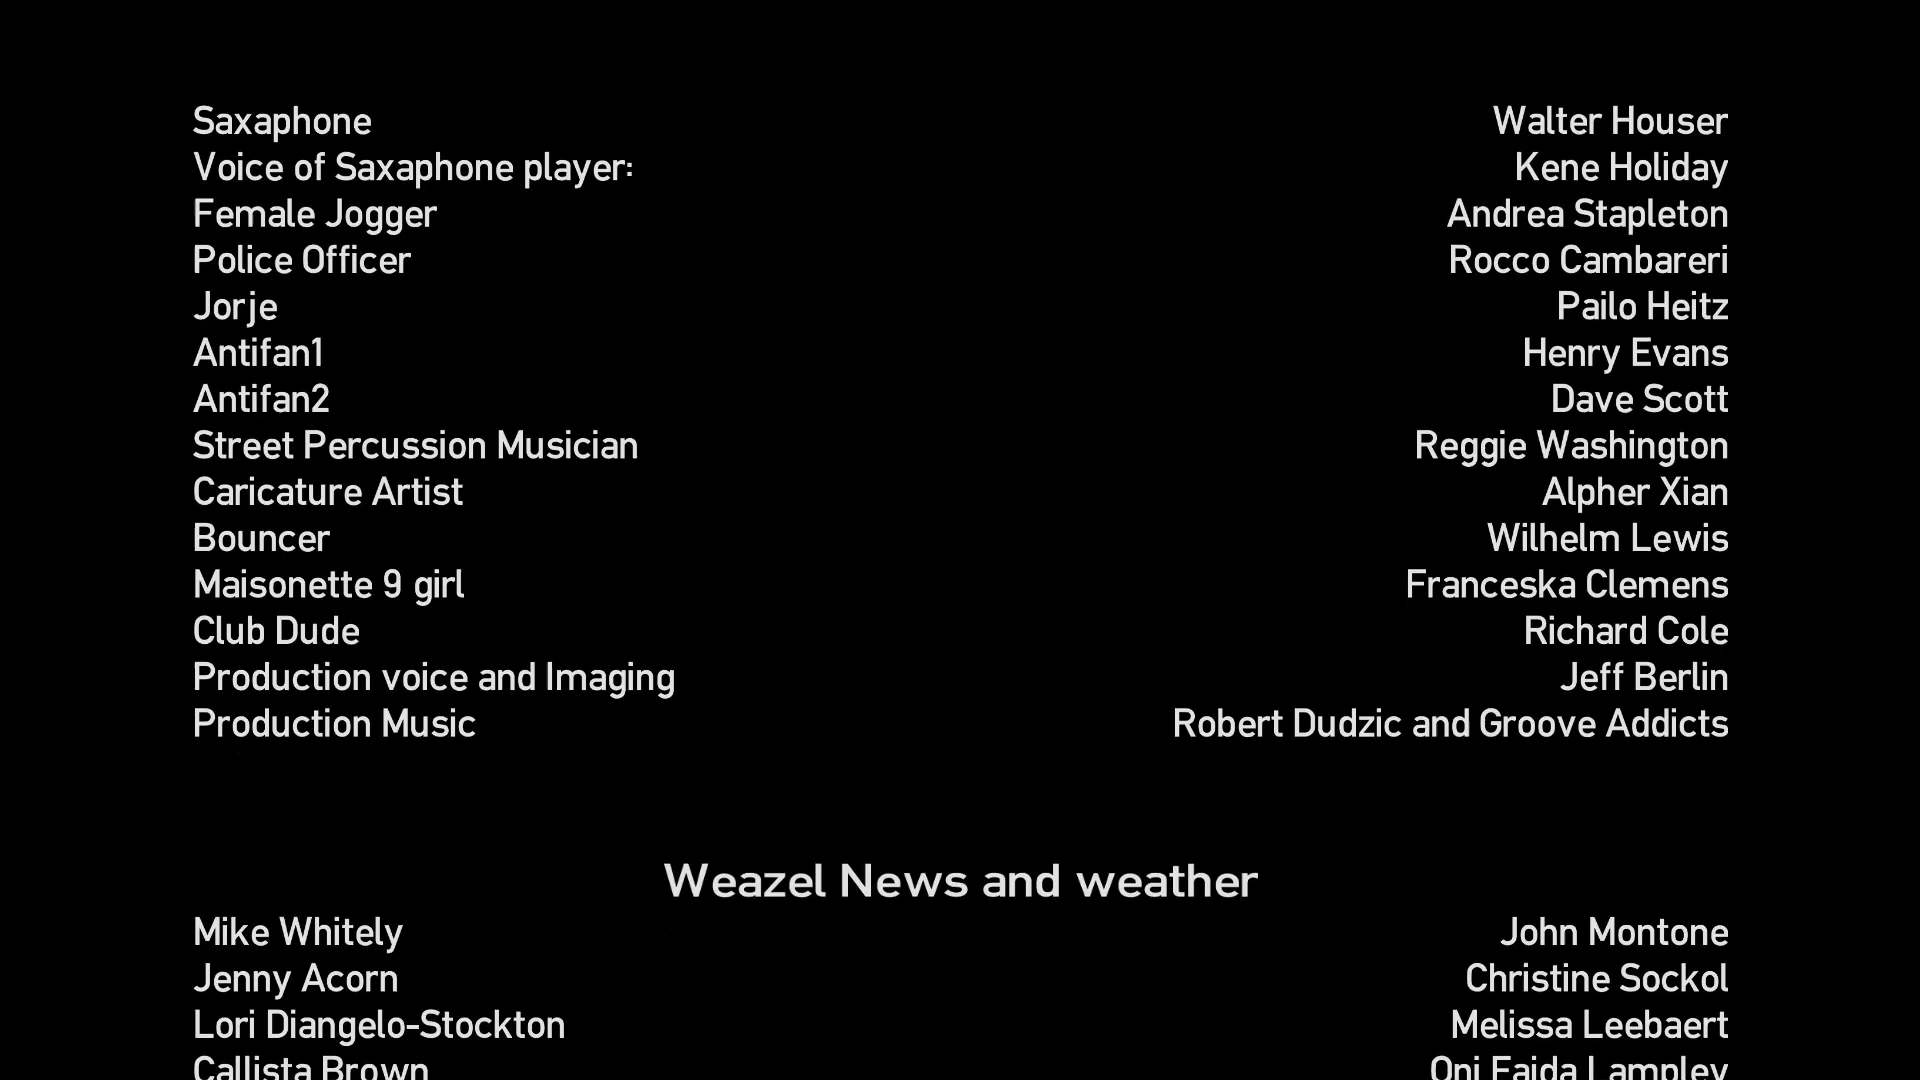 Saxaphone Walter Houser
Voice of Saxaphone player: Kene Holiday
Female Jogger Andrea Stapleton
Police Officer Rocco Cambareri
Jorje Pailo Heitz
Antifan1 Henry Evans
Antifan2 Dave Scott
Street Percussion Musician Reggie Washington
Caricature Artist Alpher Xian
Bouncer Wilhelm Lewis
Maisonette 9 girl Franceska Clemens
Club Dude Richard Cole
Production voice and Imaging Jeff Berlin
Production Music Robert Dudzic and Groove Addicts
Weazel News and weather
Mike Whitely John Montone
Jenny Acorn Christine Sockol
Lori Diangelo-Stockton Melissa Leebaert
Callista Brown Oni Faida Lampley